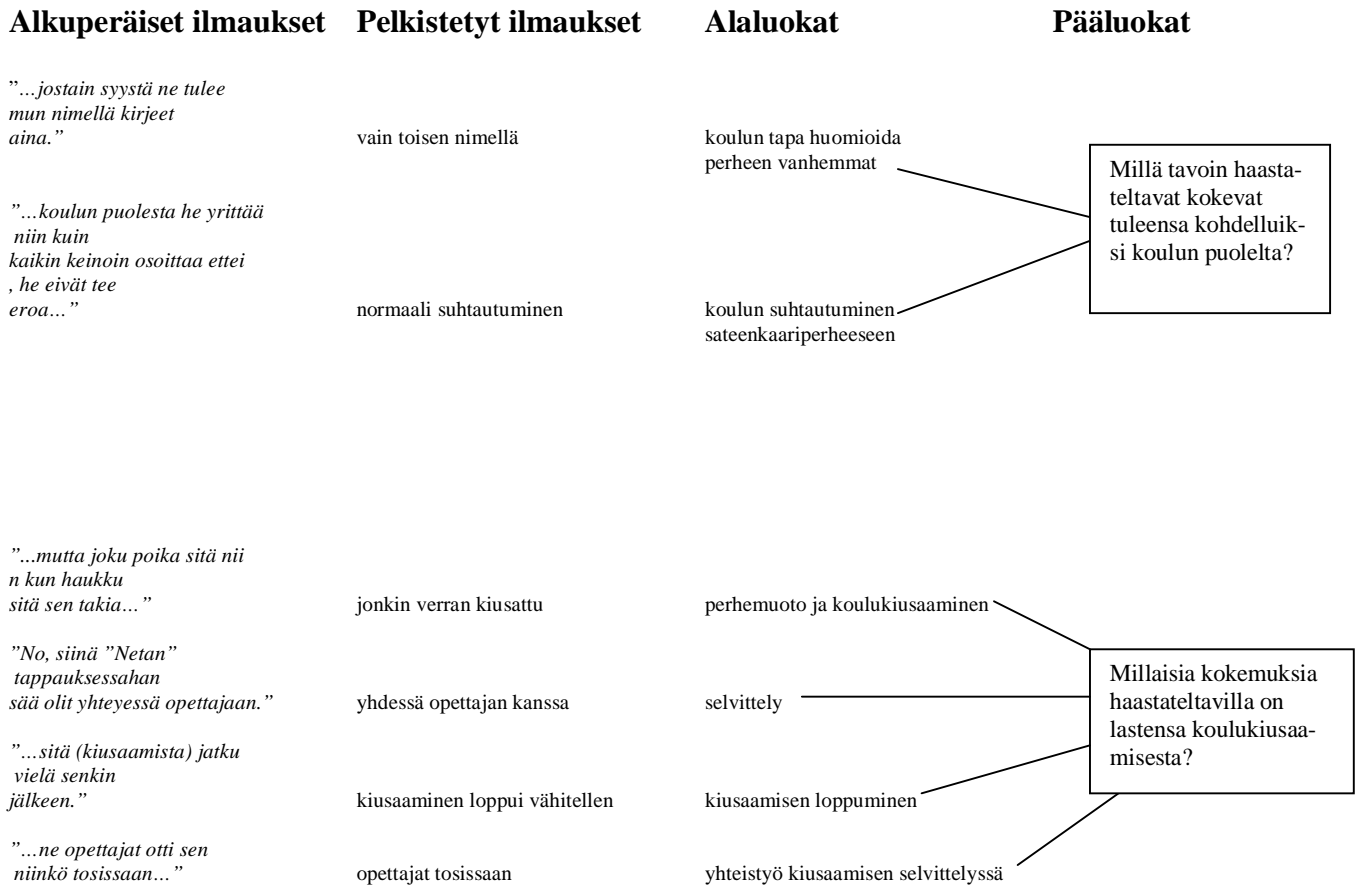 Alkuperäiset ilmaukset Pelkistetyt ilmaukset Alaluokat Pääluokat
”…jostain syystä ne tulee
mun nimellä kirjeet
aina.” vain toisen nimellä koulun tapa huomioida
perheen vanhemmat
Millä tavoin haasta-
teltavat kokevat
tuleensa kohdelluik-
si koulun puolelta?
”…koulun puolesta he yrittää
niin kuin
kaikin keinoin osoittaa ettei
, he eivät tee
eroa…” normaali suhtautuminen koulun suhtautuminen
sateenkaariperheeseen
”...mutta joku poika sitä nii
n kun haukku
sitä sen takia…” jonkin verran kiusattu perhemuoto ja koulukiusaaminen
”No, siinä ”Netan”
tappauksessahan
sää olit yhteyessä opettajaan.” yhdessä opettajan kanssa selvittely
Millaisia kokemuksia
haastateltavilla on
lastensa koulukiusaa-
misesta?
”…sitä (kiusaamista) jatku
vielä senkin
jälkeen.” kiusaaminen loppui vähitellen kiusaamisen loppuminen
”…ne opettajat otti sen
niinkö tosissaan…” opettajat tosissaan yhteistyö kiusaamisen selvittelyssä